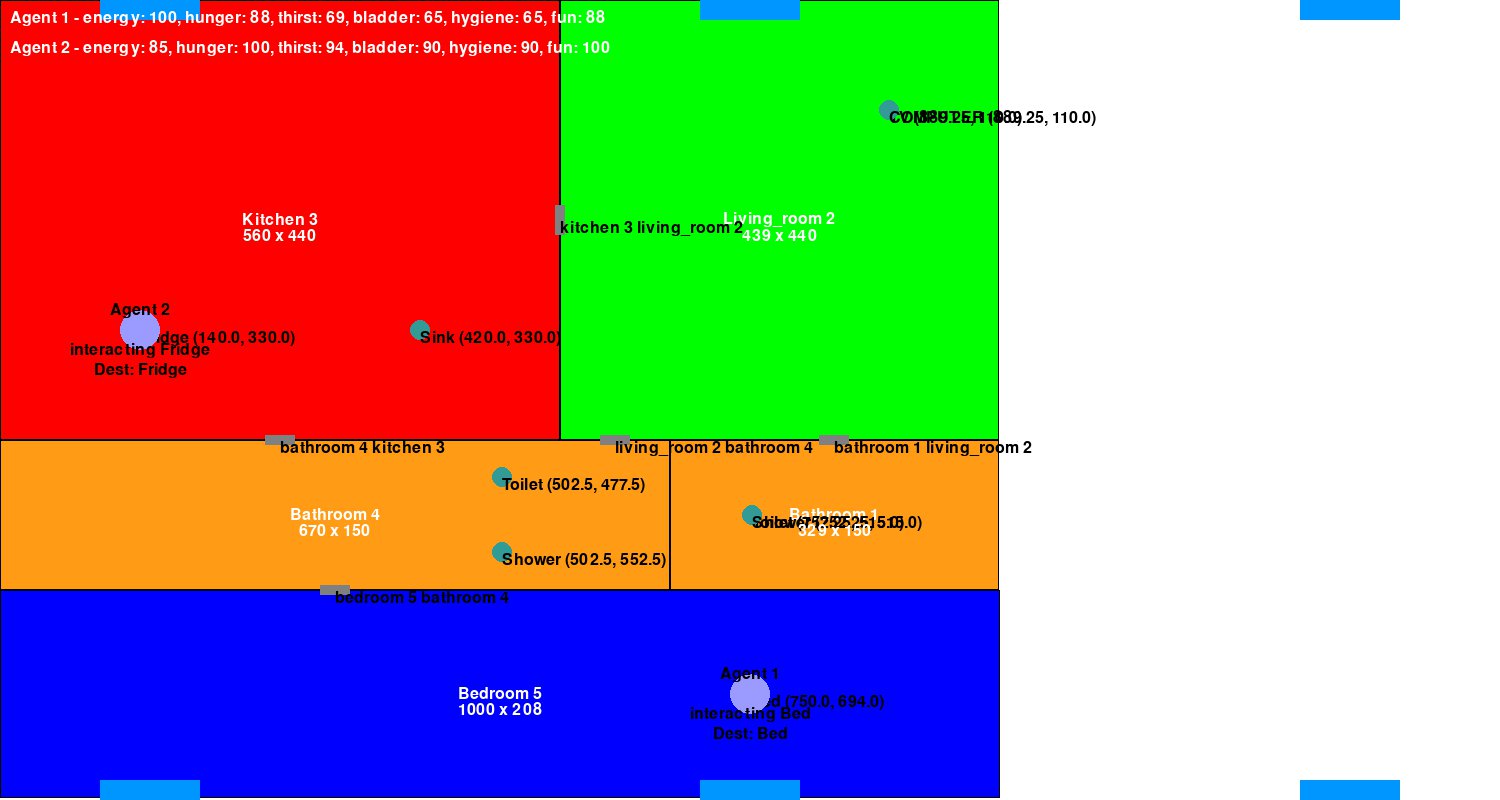 Agent 1 - energy: 100, hunger: 88, thirst: 69, bladder: 65, hygiene: 65, fun: 88
Agent 2 - energy: 85, hunger: 100, thirst: 94, bladder: 90, hygiene: 90, fun: 100
COMPUTER (889.25, 110.0)
Kitchen 3
560 x 440
Living_room 2
439 x 440
kitchen 3 living_room 2
Agent 2
dge (140.0, 330.0)
Sink (420.0, 330.0)
interacting Fridge
Dest: Fridge
bathroom 4 kitchen 3
living_room 2 bathroom 4
bathroom 1 living_room 2
Toilet (502.5, 477.5)
Bathroom 4
670 x 150
Bathroom 1
329 x 150
Shower (502.5, 552.5)
bedroom 5 bathroom 4
Agent 1
d (750.0, 694.0)
Bedroom 5
1000 x 208
interacting Bed
Dest: Bed